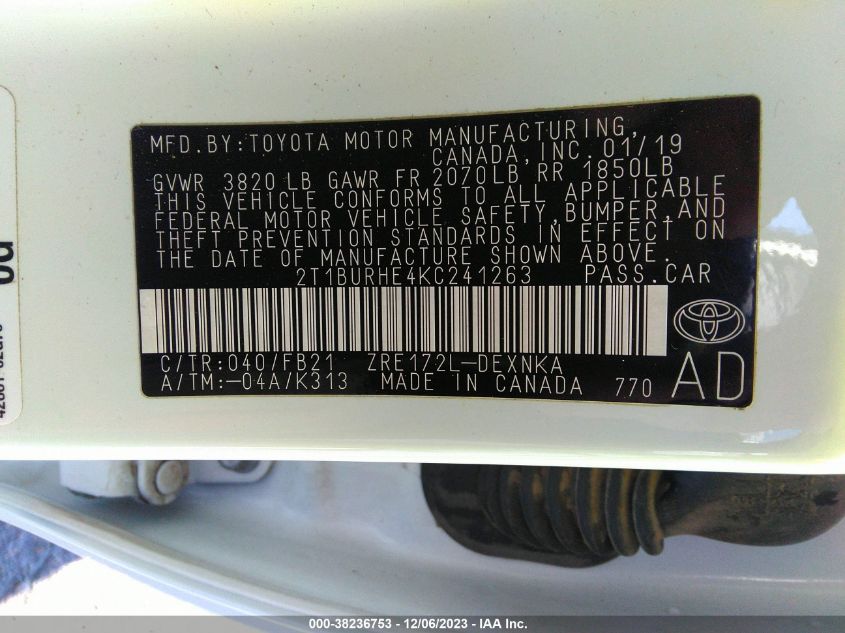 MFD.BY:TOYOTA MOTOR MANUFACTURING,
CANADA,INC. 01/19
GVWR 3820 LB GAWR FR 2070LB RR 1850LB
THIS VEHICLE CONFORMS TO ALL APPLICABLE
FEDERAL MOTOR VEHICLE SAFETY,BUMPER,AND
THEFT PREVENTION STANDARDS IN EFFECT ON
THE DATE OF MANUFACTURE SHOWN ABOVE.
2T1BURHE4KC241263 PASS.CAR
C/TR:040/FB21 ZRE172L-DEXNKA
A/TM:-04A/K313 MADE IN CANADA 770
AD
000-38236753 - 12/06/2023 - IAA Inc.